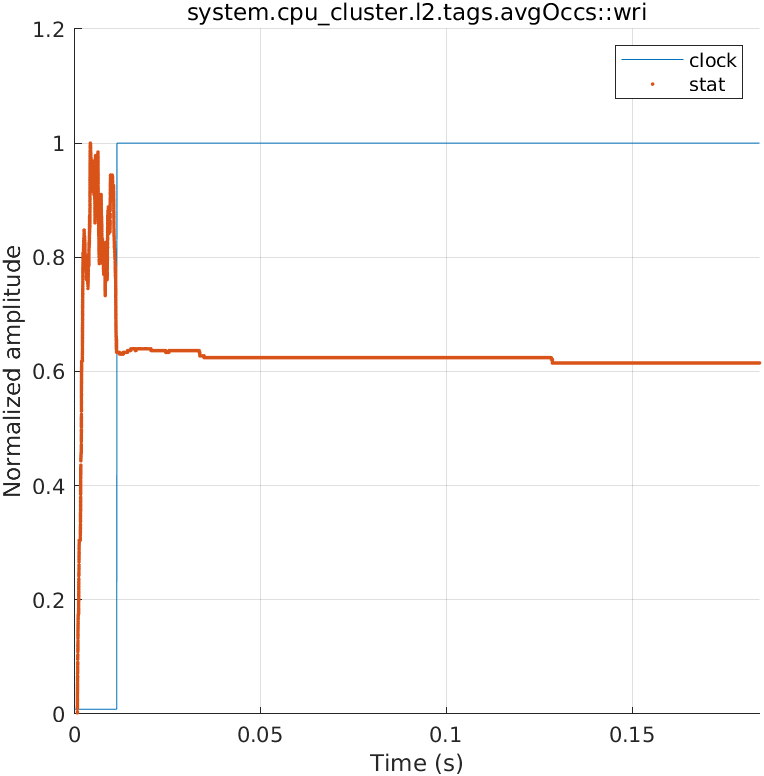 system.cpu_cluster.l2.tags.avgOccs::wri
clock
stat
1.2
1
0.8
0.6
0.4
0.2
0
Normalized amplitude
0
0.05
0.1
0.15
Time (s)